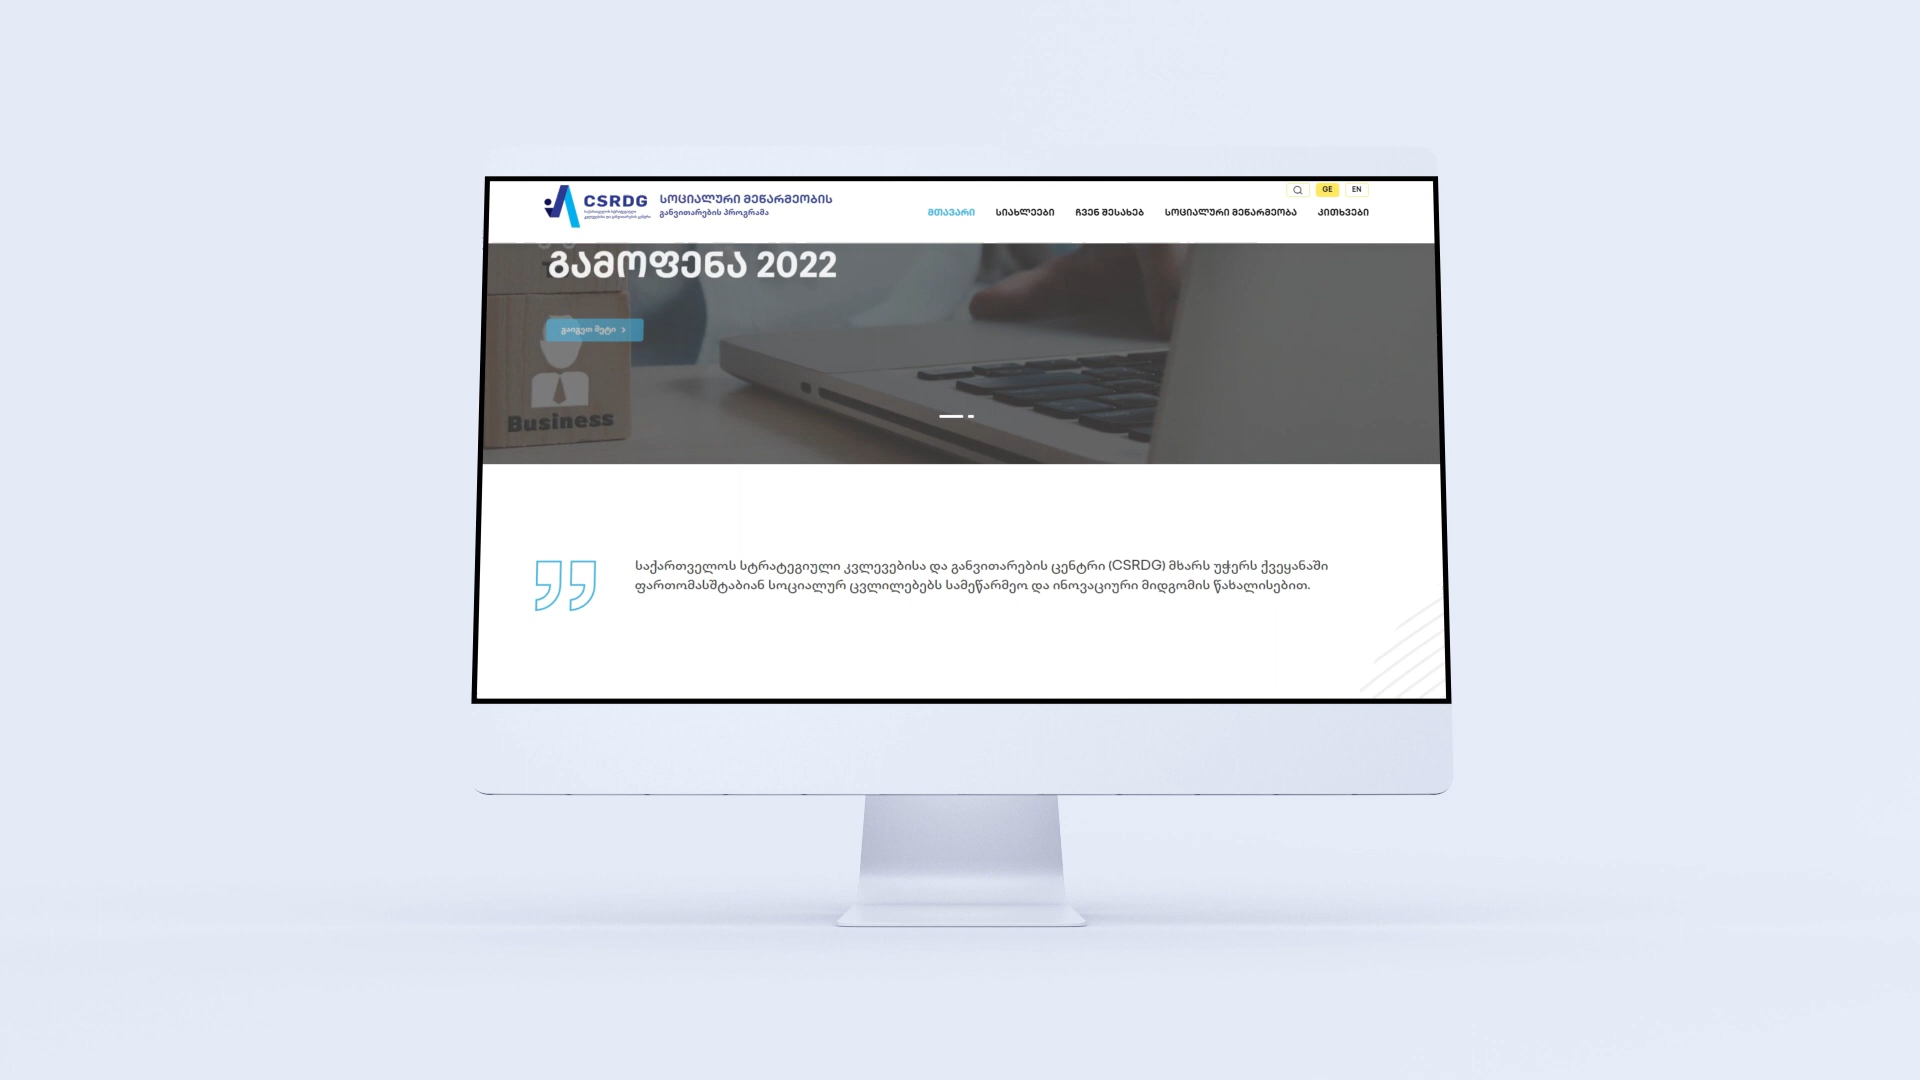 CSRDG
სოციალური მეწარმეობის
განვითარების პროგრამა
GE
EN
მთავარი
სიახლეები
ჩვენ შესახებ
სოციალური მეწარმეობა
კითხვები
გამოფენა 2022
გაიგეთ მეტი
Business
საქართველოს სტრატეგიული კვლევებისა და განვითარების ცენტრი (CSRDG) მხარს უჭერს ქვეყანაში
ფართომასშტაბიან სოციალურ ცვლილებებს სამეწარმეო და ინოვაციური მიდგომის წახალისებით.